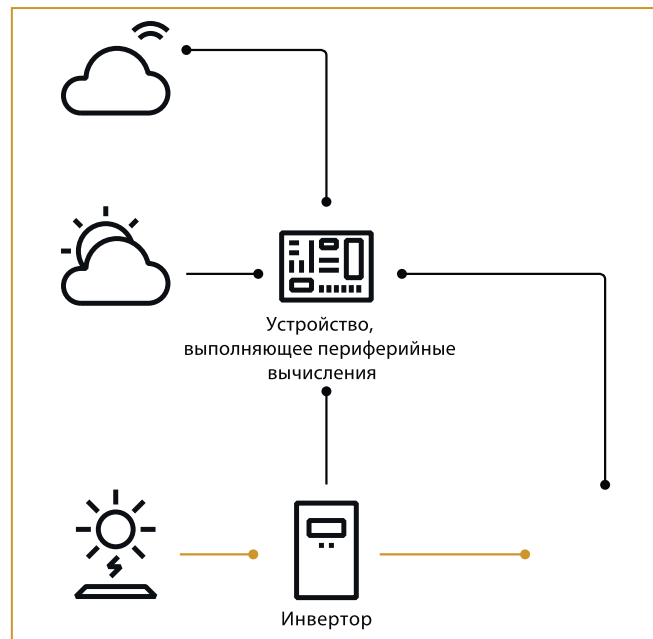 Устройство,
выполняющее периферийные
вычисления
Инвертор